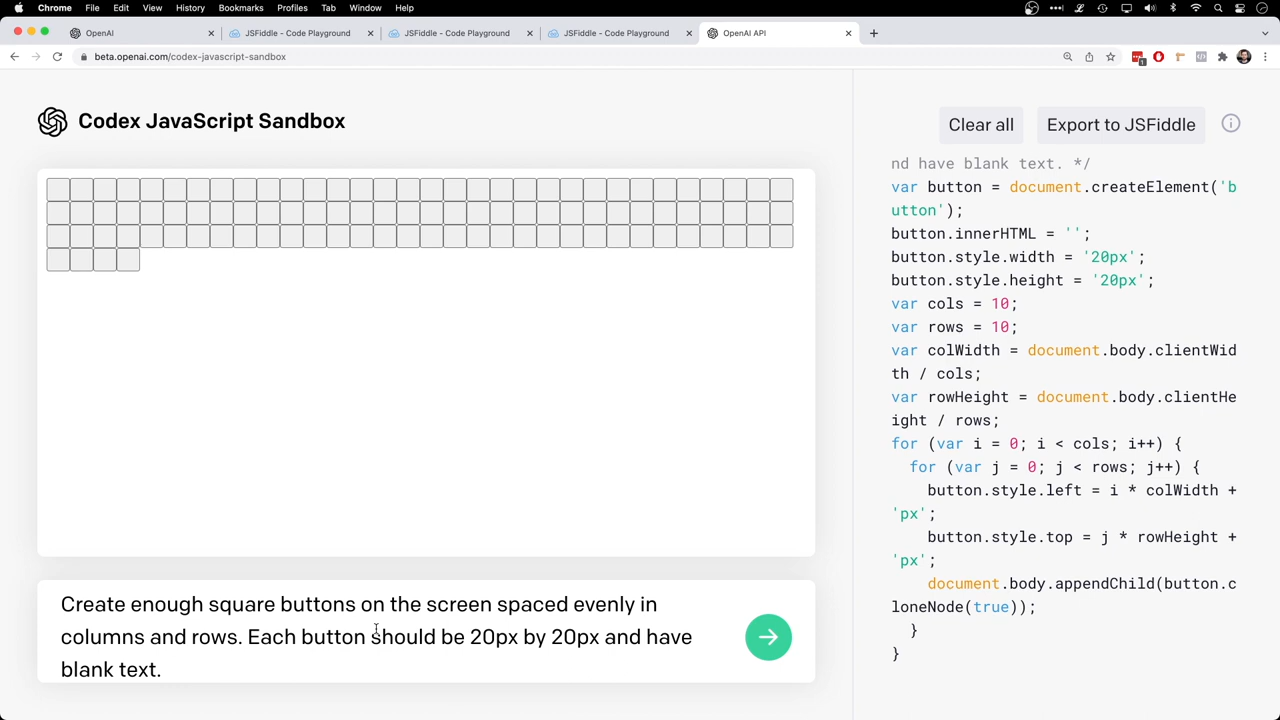 Chrome File Edit View History Bookmarks Profiles Tab Window Help
OpenAI × JSFiddle - Code Playground × JSFiddle - Code Playground × JSFiddle - Code Playground × OpenAI API × +
beta.openai.com/codex-javascript-sandbox
Codex JavaScript Sandbox
Create enough square buttons on the screen spaced evenly in
columns and rows. Each button should be 20px by 20px and have
blank text.
Clear all Export to JSFiddle
nd have blank text. */
var button = document.createElement('b
utton');
button.innerHTML = '';
button.style.width = '20px';
button.style.height = '20px';
var cols = 10;
var rows = 10;
var colWidth = document.body.clientWid
th / cols;
var rowHeight = document.body.clientHe
ight / rows;
for (var i = 0; i < cols; i++) {
  for (var j = 0; j < rows; j++) {
    button.style.left = i * colWidth +
'px';
    button.style.top = j * rowHeight +
'px';
    document.body.appendChild(button.c
loneNode(true));
  }
}